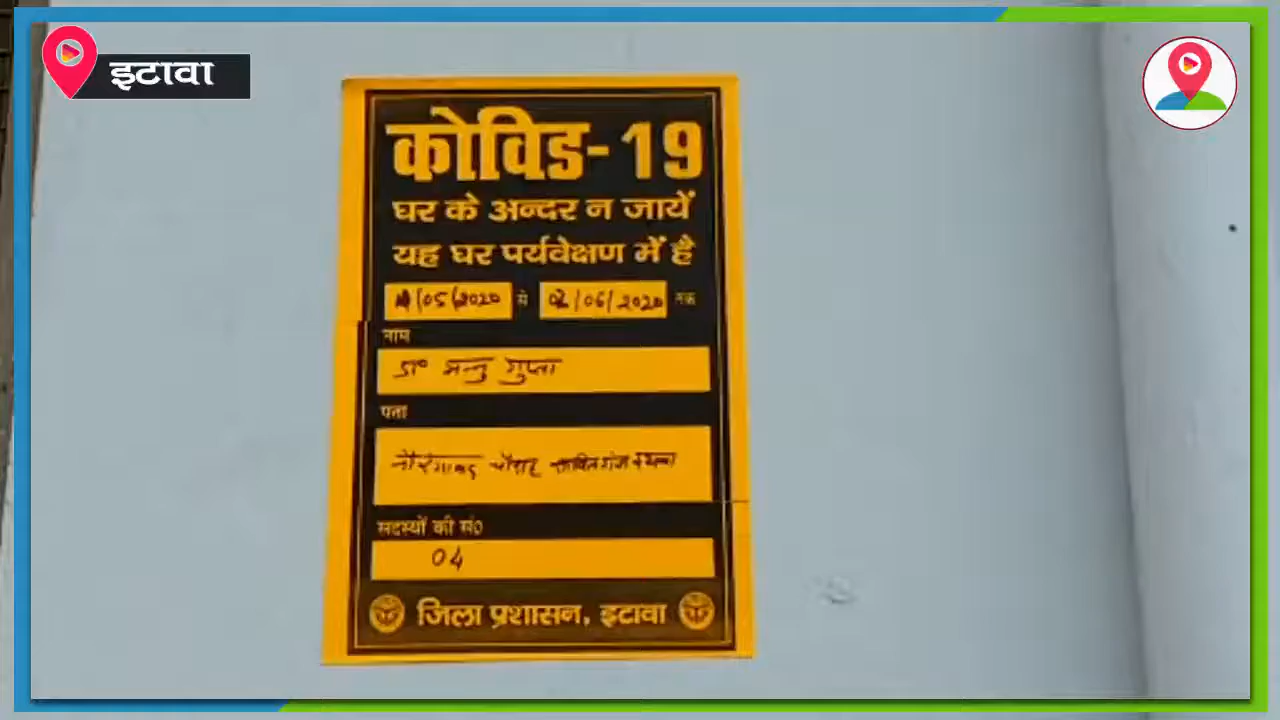 इटावा
कोविड-19
घर के अन्दर न जायें
यह घर पर्यवेक्षण में है
/05/2020 से 02/06/2020 तक
नाम
डा० मन्नु गुप्ता
पता
सदस्यों की सं०
04
जिला प्रशासन, इटावा